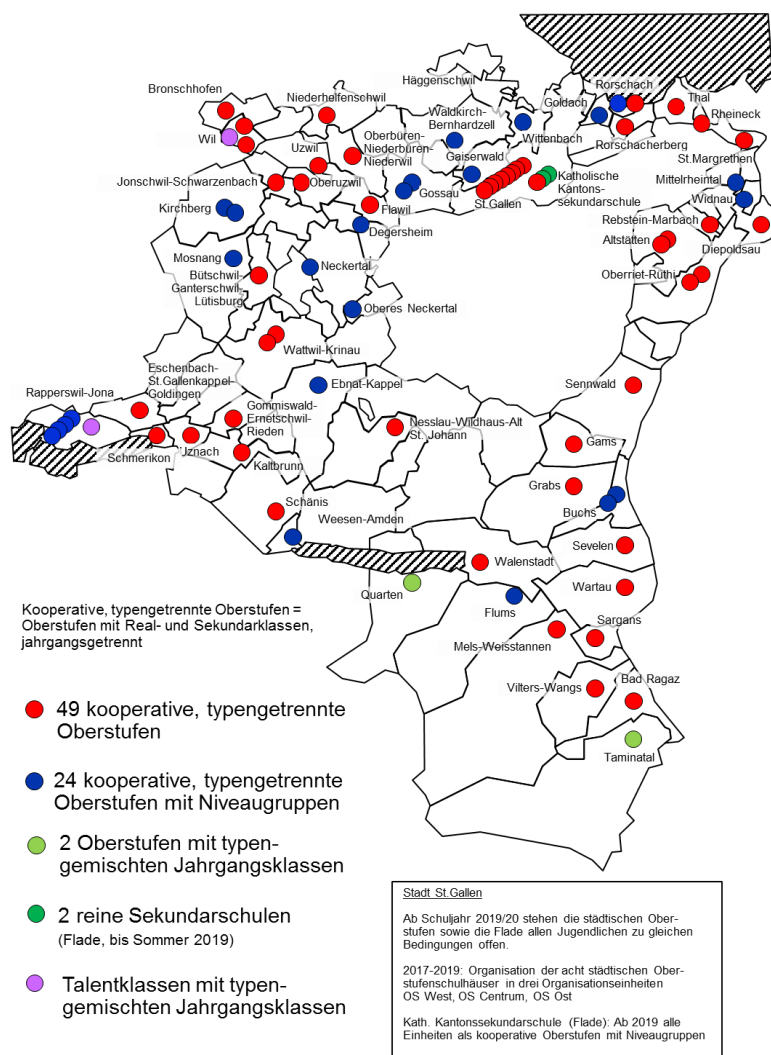 Häggenschwil
Rorschach
Bronschhofen
Niederhelfenschwil
Goldach
Thal
Waldkirch-
Bernhardzell
Rheineck
Oberbüren-
Niederbüren-
Niederwil
Wittenbach
Wil
Uzwil
Gaiserwald
Rorschacherberg
St.Margrethen
Katholische
Kantons-
sekundarschule
Mittelrheintal
Jonschwil-Schwarzenbach
Oberuzwil
Gossau
St.Gallen
Widnau
Kirchberg
Flawil
Rebstein-Marbach
Degersheim
Altstätten
Diepoldsau
Mosnang
Neckertal
Bütschwil-
Ganterschwil-
Lütisburg
Oberriet-Rüthi
Oberes Neckertal
Wattwil-Krinau
Eschenbach-
St.Gallenkappel-
Goldingen
Rapperswil-Jona
Ebnat-Kappel
Sennwald
Gommiswald-
Ernetschwil-
Rieden
Nesslau-Wildhaus-Alt
St. Johann
Gams
Schmerikon
Uznach
Kaltbrunn
Grabs
Schänis
Buchs
Weesen-Amden
Sevelen
Walenstadt
Quarten
Wartau
Flums
Kooperative, typengetrennte Oberstufen =
Oberstufen mit Real- und Sekundarklassen,
jahrgangsgetrennt
Sargans
Mels-Weisstannen
Vilters-Wangs
Bad Ragaz
Taminatal
49 kooperative, typengetrennte
Oberstufen
24 kooperative, typengetrennte
Oberstufen mit Niveaugruppen
2 Oberstufen mit typen-
gemischten Jahrgangsklassen
2 reine Sekundarschulen
(Flade, bis Sommer 2019)
Talentklassen mit typen-
gemischten Jahrgangsklassen
Stadt St.Gallen
Ab Schuljahr 2019/20 stehen die städtischen Ober-
stufen sowie die Flade allen Jugendlichen zu gleichen
Bedingungen offen.
2017-2019: Organisation der acht städtischen Ober-
stufenschulhäuser in drei Organisationseinheiten
OS West, OS Centrum, OS Ost
Kath. Kantonssekundarschule (Flade): Ab 2019 alle
Einheiten als kooperative Oberstufen mit Niveaugruppen